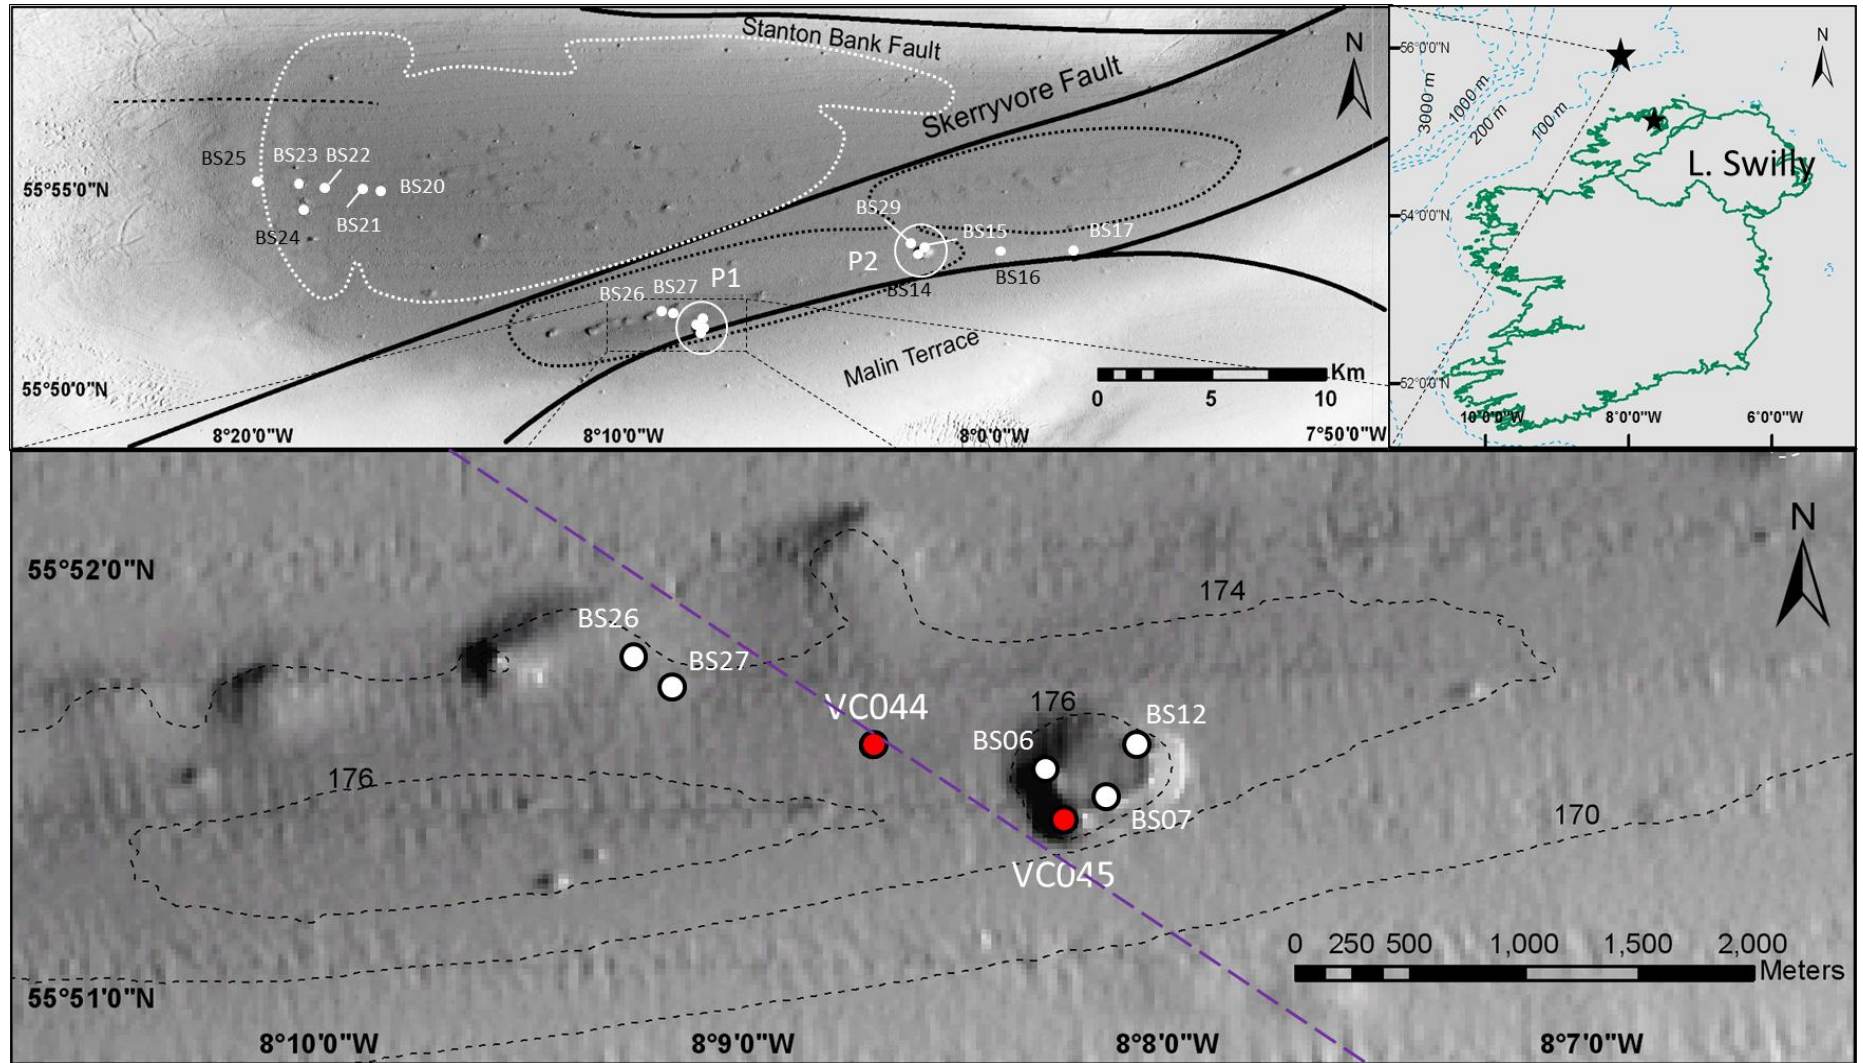 Stanton Bank Fault
Skerryvore Fault
N
BS25
BS23
BS22
BS20
BS21
BS24
55°55'0"N
BS29
BS15
BS17
P2
BS14
BS16
P1
BS26
BS27
Malin Terrace
Km
0
5
10
55°50'0"N
8°20'0"W
8°10'0"W
8°0'0"W
7°50'0"W
56°0'0"N
N
3000 m
1000 m
200 m
100 m
L. Swilly
54°0'0"N
52°0'0"N
10°0'0"W
8°0'0"W
6°0'0"W
55°52'0"N
N
174
BS26
BS27
VC044
176
BS12
BS06
176
BS07
170
VC045
0
250
500
1,000
1,500
2,000
Meters
55°51'0"N
8°10'0"W
8°9'0"W
8°8'0"W
8°7'0"W